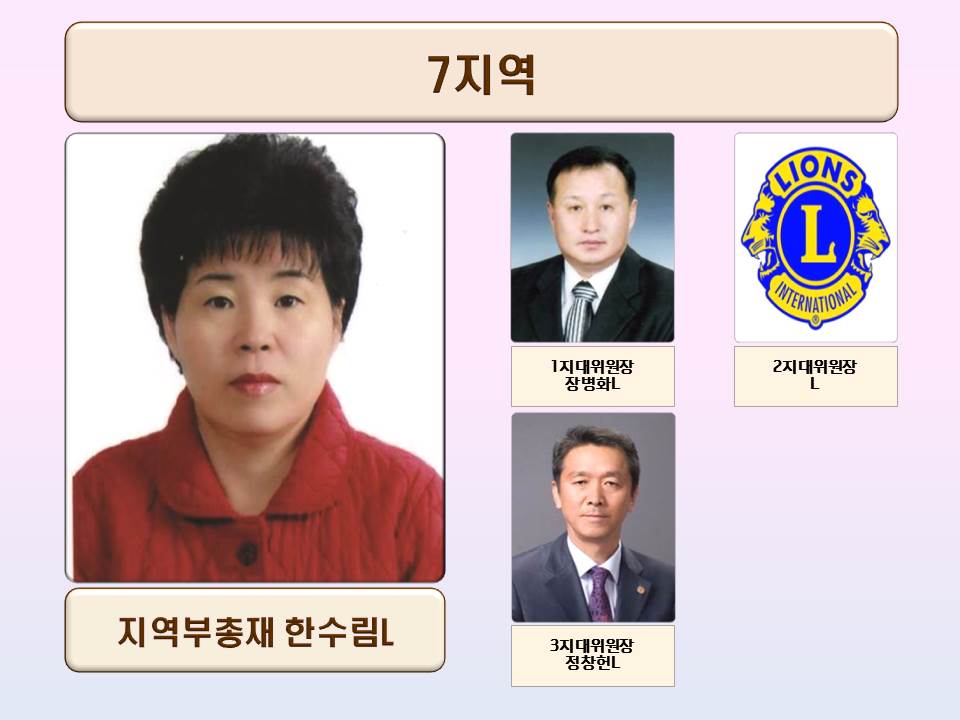 7지역
지역부총재 한수림L
1지대위원장
장병화L
LIONS
L
INTERNATIONAL
®
2지대위원장
L
3지대위원장
정창헌L